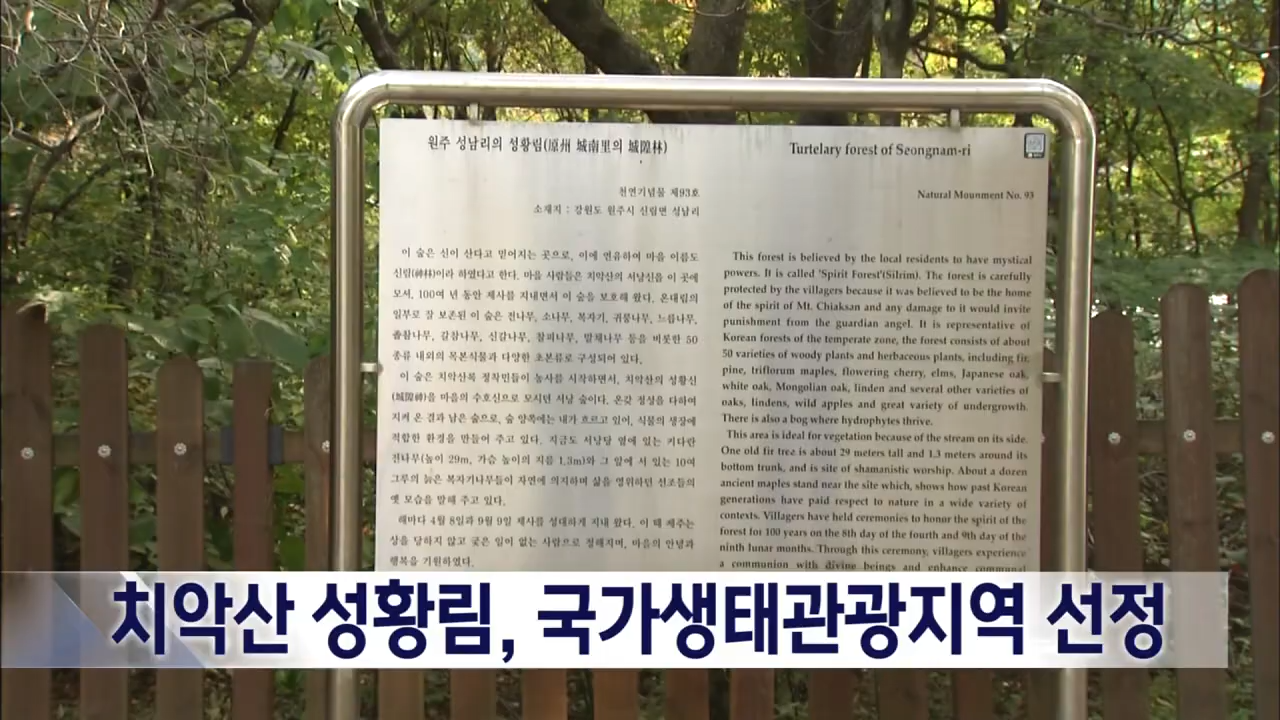 원주 성남리의 성황림(原州 城南里의 城隍林)
천연기념물 제93호
소재지 : 강원도 원주시 신림면 성남리
이 숲은 신이 산다고 믿어지는 곳으로, 이에 연유하여 마을 이름도
신림(神林)이라 하였다고 한다. 마을 사람들은 치악산의 서낭신을 이 곳에
모셔, 100여 년 동안 제사를 지내면서 이 숲을 보호해 왔다. 온대림의
일부로 잘 보존된 이 숲은 전나무, 소나무, 복자기, 귀룽나무, 느릅나무,
졸참나무, 갈참나무, 신갈나무, 찰피나무, 말채나무 등을 비롯한 50
종류 내외의 목본식물과 다양한 초본류로 구성되어 있다.
이 숲은 치악산록 정착민들이 농사를 시작하면서, 치악산의 성황신
(城隍神)을 마을의 수호신으로 모시던 서낭 숲이다. 온갖 정성을 다하여
지켜 온 결과 남은 숲으로, 숲 양쪽에는 내가 흐르고 있어, 식물의 생장에
적합한 환경을 만들어 주고 있다. 지금도 서낭당 옆에 있는 커다란
전나무(높이 29m, 가슴 높이의 지름 1.3m)와 그 앞에 서 있는 10여
그루의 늙은 복자기나무들이 자연에 의지하며 삶을 영위하던 선조들의
옛 모습을 말해 주고 있다.
해마다 4월 8일과 9월 9일 제사를 성대하게 지내 왔다. 이 때 제주는
상을 당하지 않고 궂은 일이 없는 사람으로 정해지며, 마을의 안녕과
행복을 기원하였다.
Turtelary forest of Seongnam-ri
Natural Mounment No. 93
This forest is believed by the local residents to have mystical
powers. It is called 'Spirit Forest'(Silrim). The forest is carefully
protected by the villagers because it was believed to be the home
of the spirit of Mt. Chiaksan and any damage to it would invite
punishment from the guardian angel. It is representative of
Korean forests of the temperate zone, the forest consists of about
50 varieties of woody plants and herbaceous plants, including fir,
pine, triflorum maples, flowering cherry, elms, Japanese oak,
white oak, Mongolian oak, linden and several other varieties of
oaks, lindens, wild apples and great variety of undergrowth.
There is also a bog where hydrophytes thrive.
This area is ideal for vegetation because of the stream on its side.
One old fir tree is about 29 meters tall and 1.3 meters around its
bottom trunk, and is site of shamanistic worship. About a dozen
ancient maples stand near the site which, shows how past Korean
generations have paid respect to nature in a wide variety of
contexts. Villagers have held ceremonies to honor the spirit of the
forest for 100 years on the 8th day of the fourth and 9th day of the
ninth lunar months. Through this ceremony, villagers experience
a communion with divine beings and enhance communal
치악산 성황림, 국가생태관광지역 선정